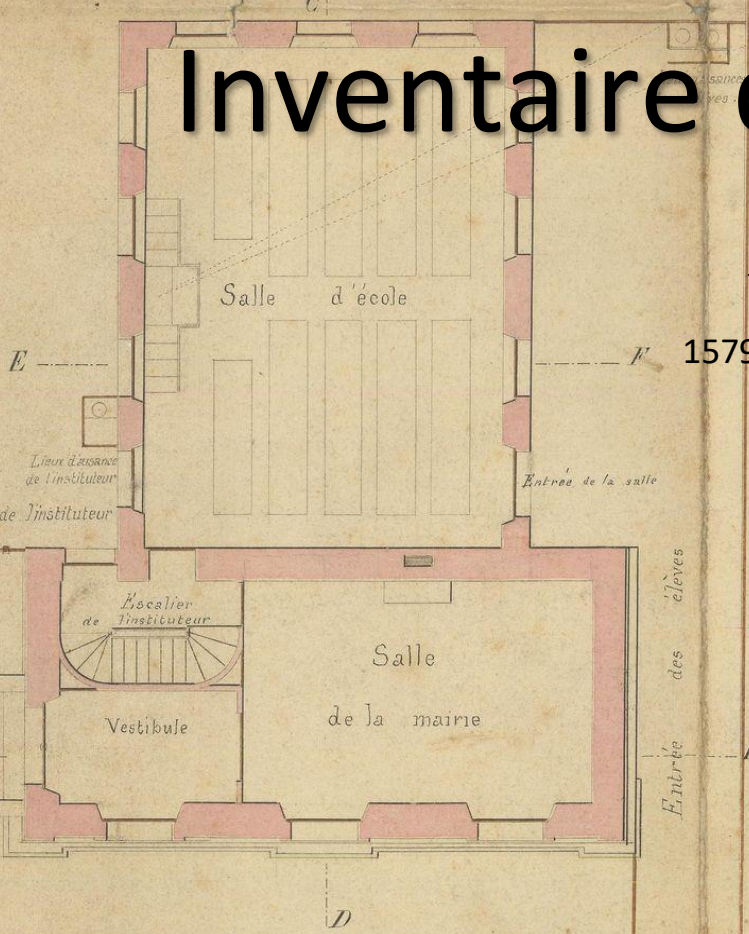 C
Inventaire
Salle d'école
E
F
1579
Lieux d'aisance
de l'instituteur
de l'instituteur
Entrée de la salle
Escalier
de l'instituteur
Salle
de la mairie
Vestibule
Entrée des élèves
D